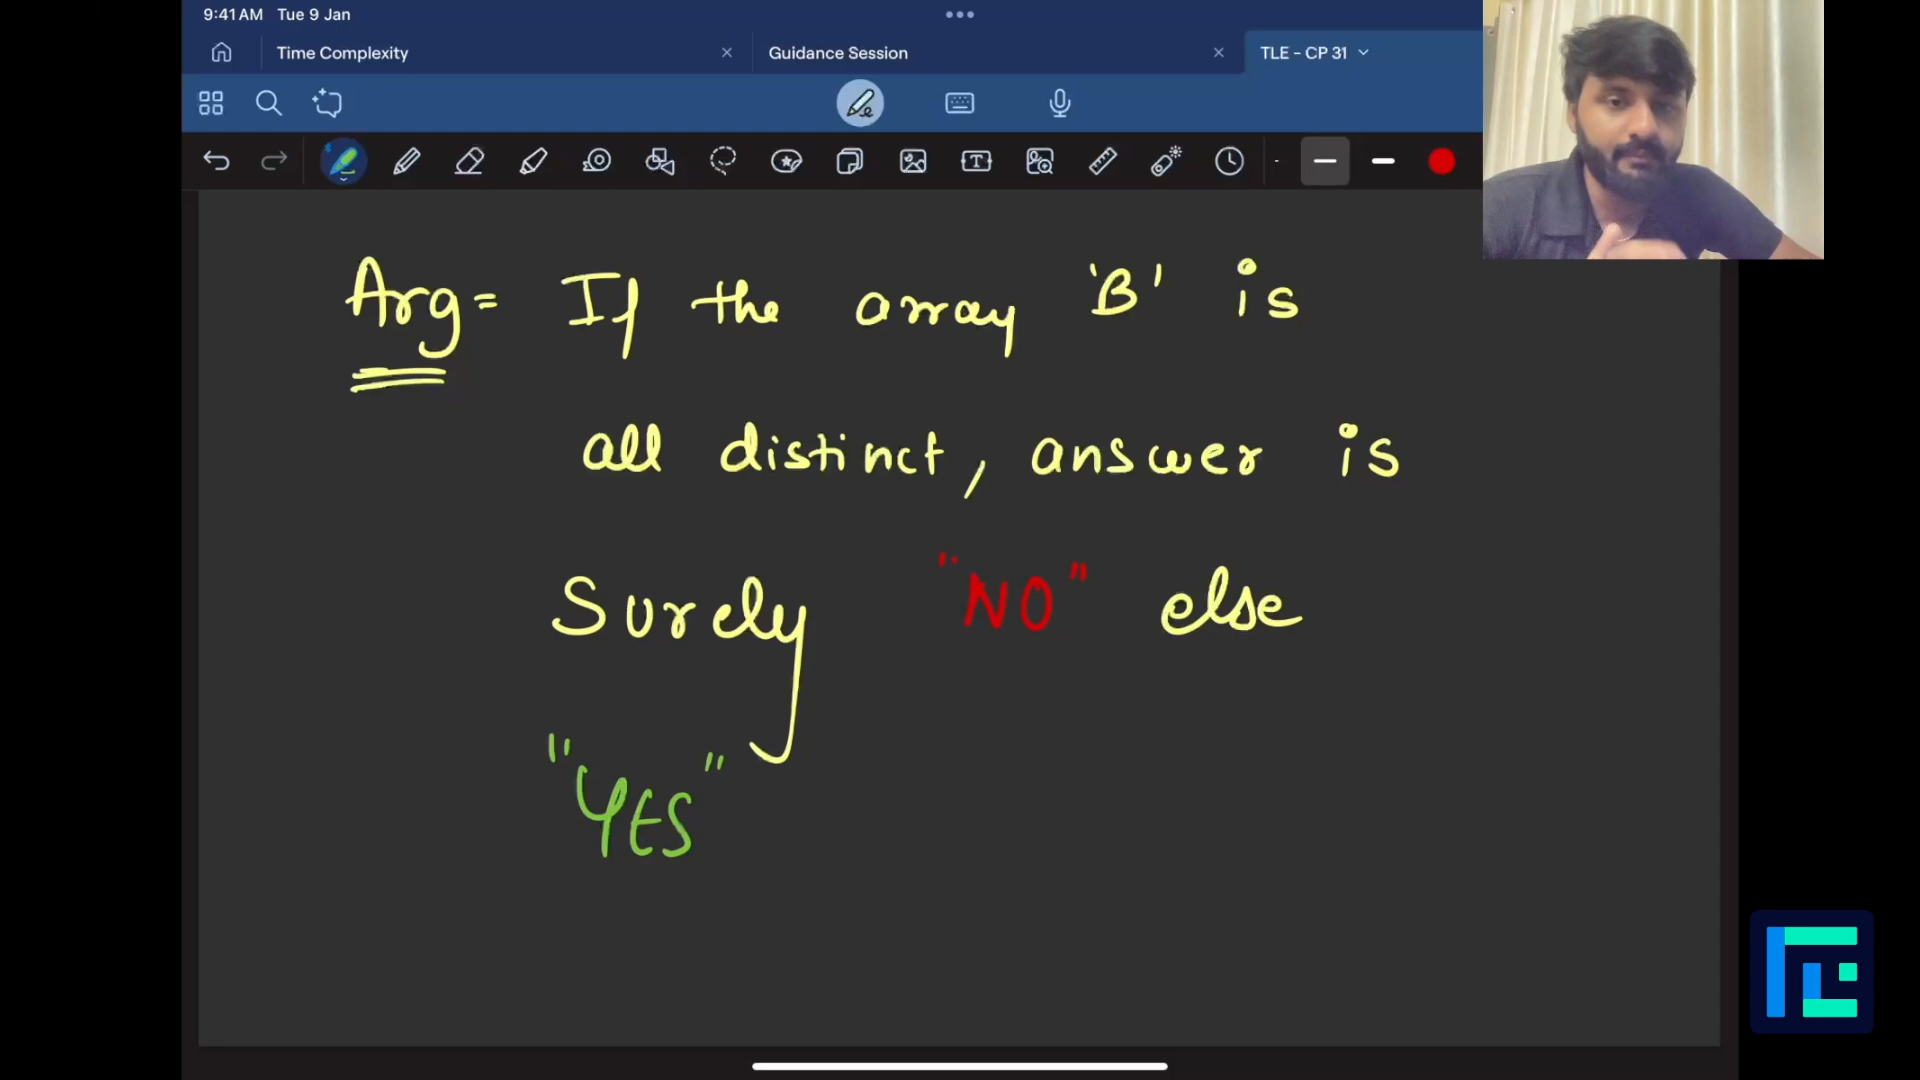 9:41 AM Tue 9 Jan
Time Complexity
Guidance Session
TLE - CP 31
Arg = If the array 'B' is
all distinct, answer is
Surely "NO" else
"YES"